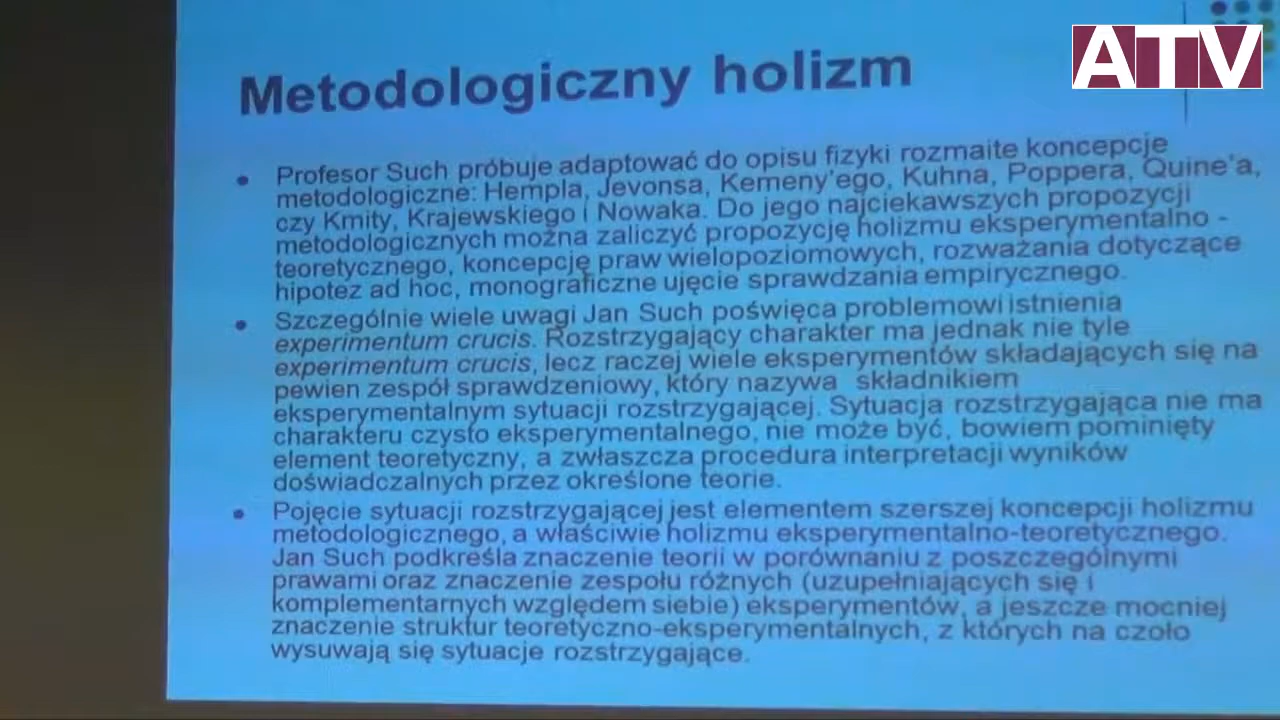 ATV
Metodologiczny holizm
• Profesor Such próbuje adaptować do opisu fizyki rozmaite koncepcje
metodologiczne: Hempla, Jevonsa, Kemeny'ego, Kuhna, Poppera, Quine'a,
czy Kmity, Krajewskiego i Nowaka. Do jego najciekawszych propozycji
metodologicznych można zaliczyć propozycję holizmu eksperymentalno -
teoretycznego, koncepcję praw wielopoziomowych, rozważania dotyczące
hipotez ad hoc, monograficzne ujęcie sprawdzania empirycznego.
• Szczególnie wiele uwagi Jan Such poświęca problemowi istnienia
experimentum crucis. Rozstrzygający charakter ma jednak nie tyle
experimentum crucis, lecz raczej wiele eksperymentów składających się na
pewien zespół sprawdzeniowy, który nazywa składnikiem
eksperymentalnym sytuacji rozstrzygającej. Sytuacja rozstrzygająca nie ma
charakteru czysto eksperymentalnego, nie może być, bowiem pominięty
element teoretyczny, a zwłaszcza procedura interpretacji wyników
doświadczalnych przez określone teorie.
• Pojęcie sytuacji rozstrzygającej jest elementem szerszej koncepcji holizmu
metodologicznego, a właściwie holizmu eksperymentalno-teoretycznego.
Jan Such podkreśla znaczenie teorii w porównaniu z poszczególnymi
prawami oraz znaczenie zespołu różnych (uzupełniających się i
komplementarnych względem siebie) eksperymentów, a jeszcze mocniej
znaczenie struktur teoretyczno-eksperymentalnych, z których na czoło
wysuwają się sytuacje rozstrzygające.